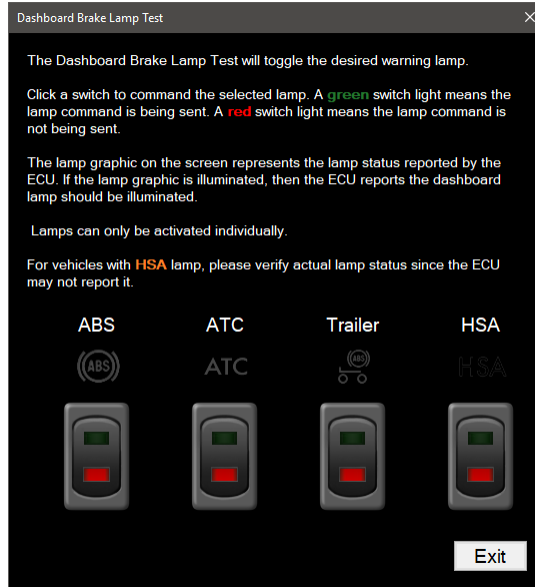 Dashboard Brake Lamp Test
The Dashboard Brake Lamp Test will toggle the desired warning lamp.
Click a switch to command the selected lamp. A green switch light means the
lamp command is being sent. A red switch light means the lamp command is
not being sent.
The lamp graphic on the screen represents the lamp status reported by the
ECU. If the lamp graphic is illuminated, then the ECU reports the dashboard
lamp should be illuminated.
Lamps can only be activated individually.
For vehicles with HSA lamp, please verify actual lamp status since the ECU
may not report it.
ABS ATC Trailer HSA
ABS ATC ABS HSA
Exit